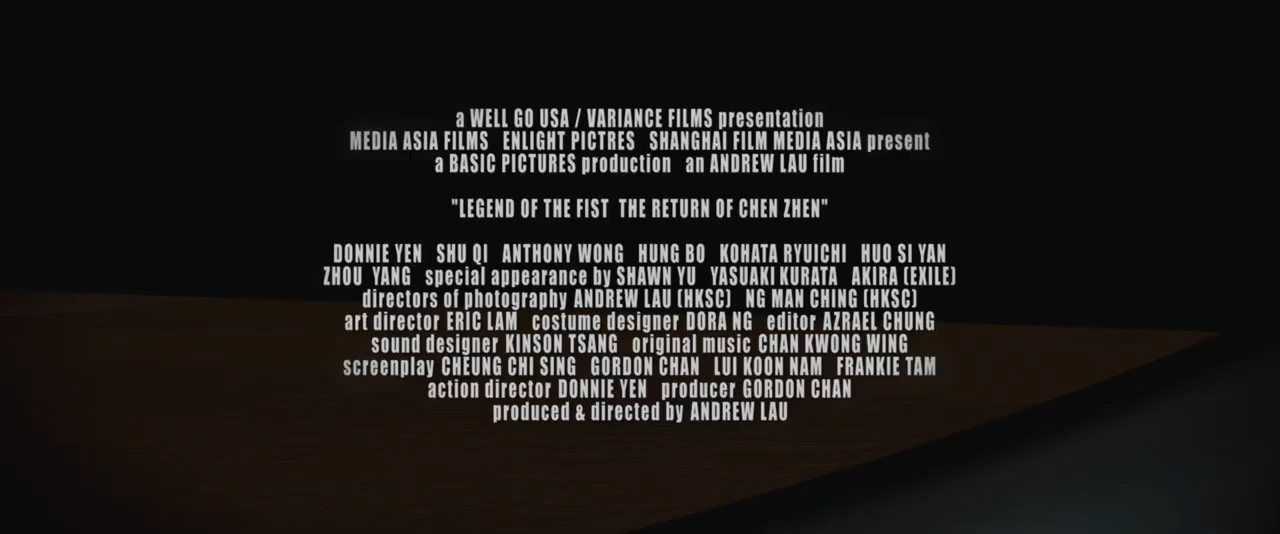 a WELL GO USA / VARIANCE FILMS presentation
MEDIA ASIA FILMS ENLIGHT PICTRES SHANGHAI FILM MEDIA ASIA present
a BASIC PICTURES production an ANDREW LAU film
"LEGEND OF THE FIST THE RETURN OF CHEN ZHEN"
DONNIE YEN SHU QI ANTHONY WONG HUNG BO KOHATA RYUICHI HUO SI YAN
ZHOU YANG special appearance by SHAWN YU YASUAKI KURATA AKIRA (EXILE)
directors of photography ANDREW LAU (HKSC) NG MAN CHING (HKSC)
art director ERIC LAM costume designer DORA NG editor AZRAEL CHUNG
sound designer KINSON TSANG original music CHAN KWONG WING
screenplay CHEUNG CHI SING GORDON CHAN LUI KOON NAM FRANKIE TAM
action director DONNIE YEN producer GORDON CHAN
produced & directed by ANDREW LAU